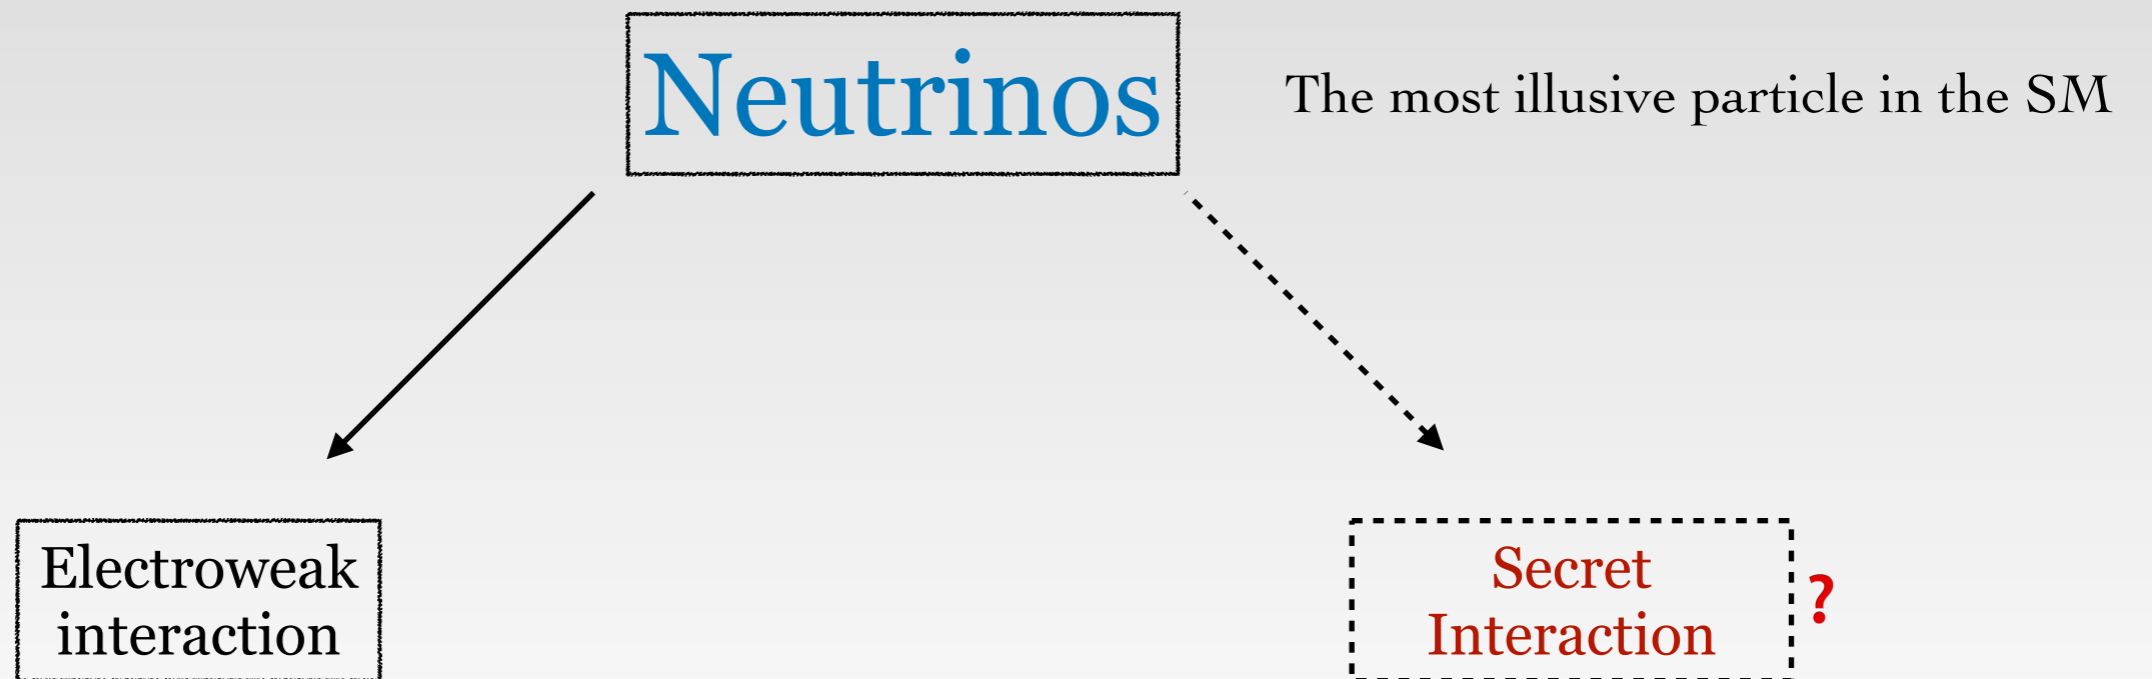 Neutrinos
The most illusive particle in the SM
Electroweak
interaction
Secret
Interaction
?